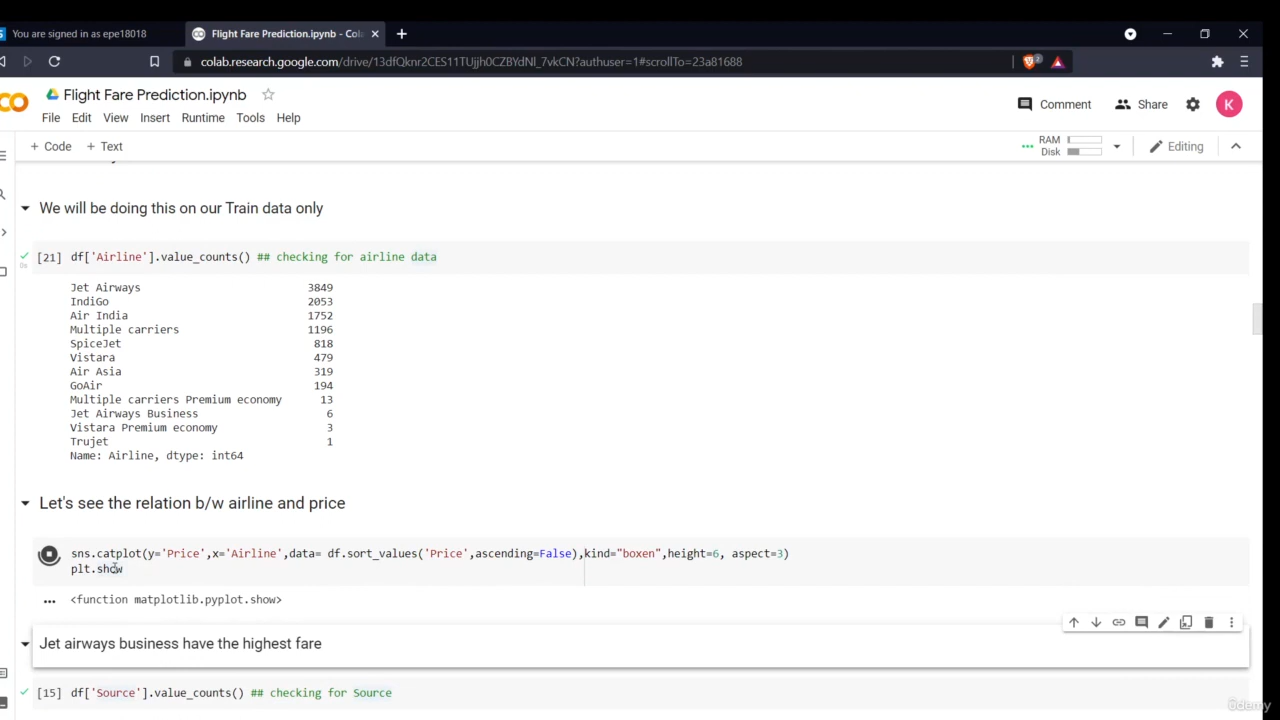 You are signed in as epe18018
Flight Fare Prediction.ipynb - Cola
colab.research.google.com/drive/13dfQknr2CES11TUjjh0CZBYdNl_7vkCN?authuser=1#scrollTo=23a81688
2
Flight Fare Prediction.ipynb
Comment
Share
K
File Edit View Insert Runtime Tools Help
+ Code + Text
RAM
Disk
Editing
We will be doing this on our Train data only
[21] df['Airline'].value_counts() ## checking for airline data
0s
Jet Airways 3849
IndiGo 2053
Air India 1752
Multiple carriers 1196
SpiceJet 818
Vistara 479
Air Asia 319
GoAir 194
Multiple carriers Premium economy 13
Jet Airways Business 6
Vistara Premium economy 3
Trujet 1
Name: Airline, dtype: int64
Let's see the relation b/w airline and price
sns.catplot(y='Price',x='Airline',data= df.sort_values('Price',ascending=False),kind="boxen",height=6, aspect=3)
plt.show
<function matplotlib.pyplot.show>
Jet airways business have the highest fare
[15] df['Source'].value_counts() ## checking for Source
ûdemy